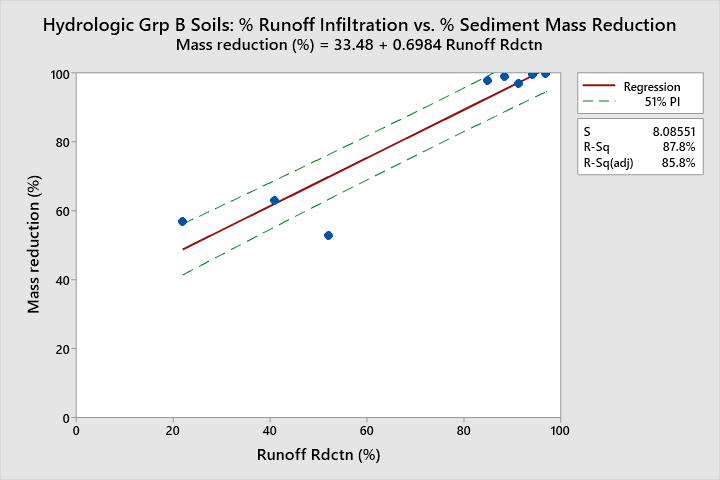 Hydrologic Grp B Soils: % Runoff Infiltration vs. % Sediment Mass Reduction
Mass reduction (%) = 33.48 + 0.6984 Runoff Rdctn
100
80
60
40
20
0
Mass reduction (%)
0 20 40 60 80 100
Runoff Rdctn (%)
Regression
51% PI
S 8.08551
R-Sq 87.8%
R-Sq(adj) 85.8%